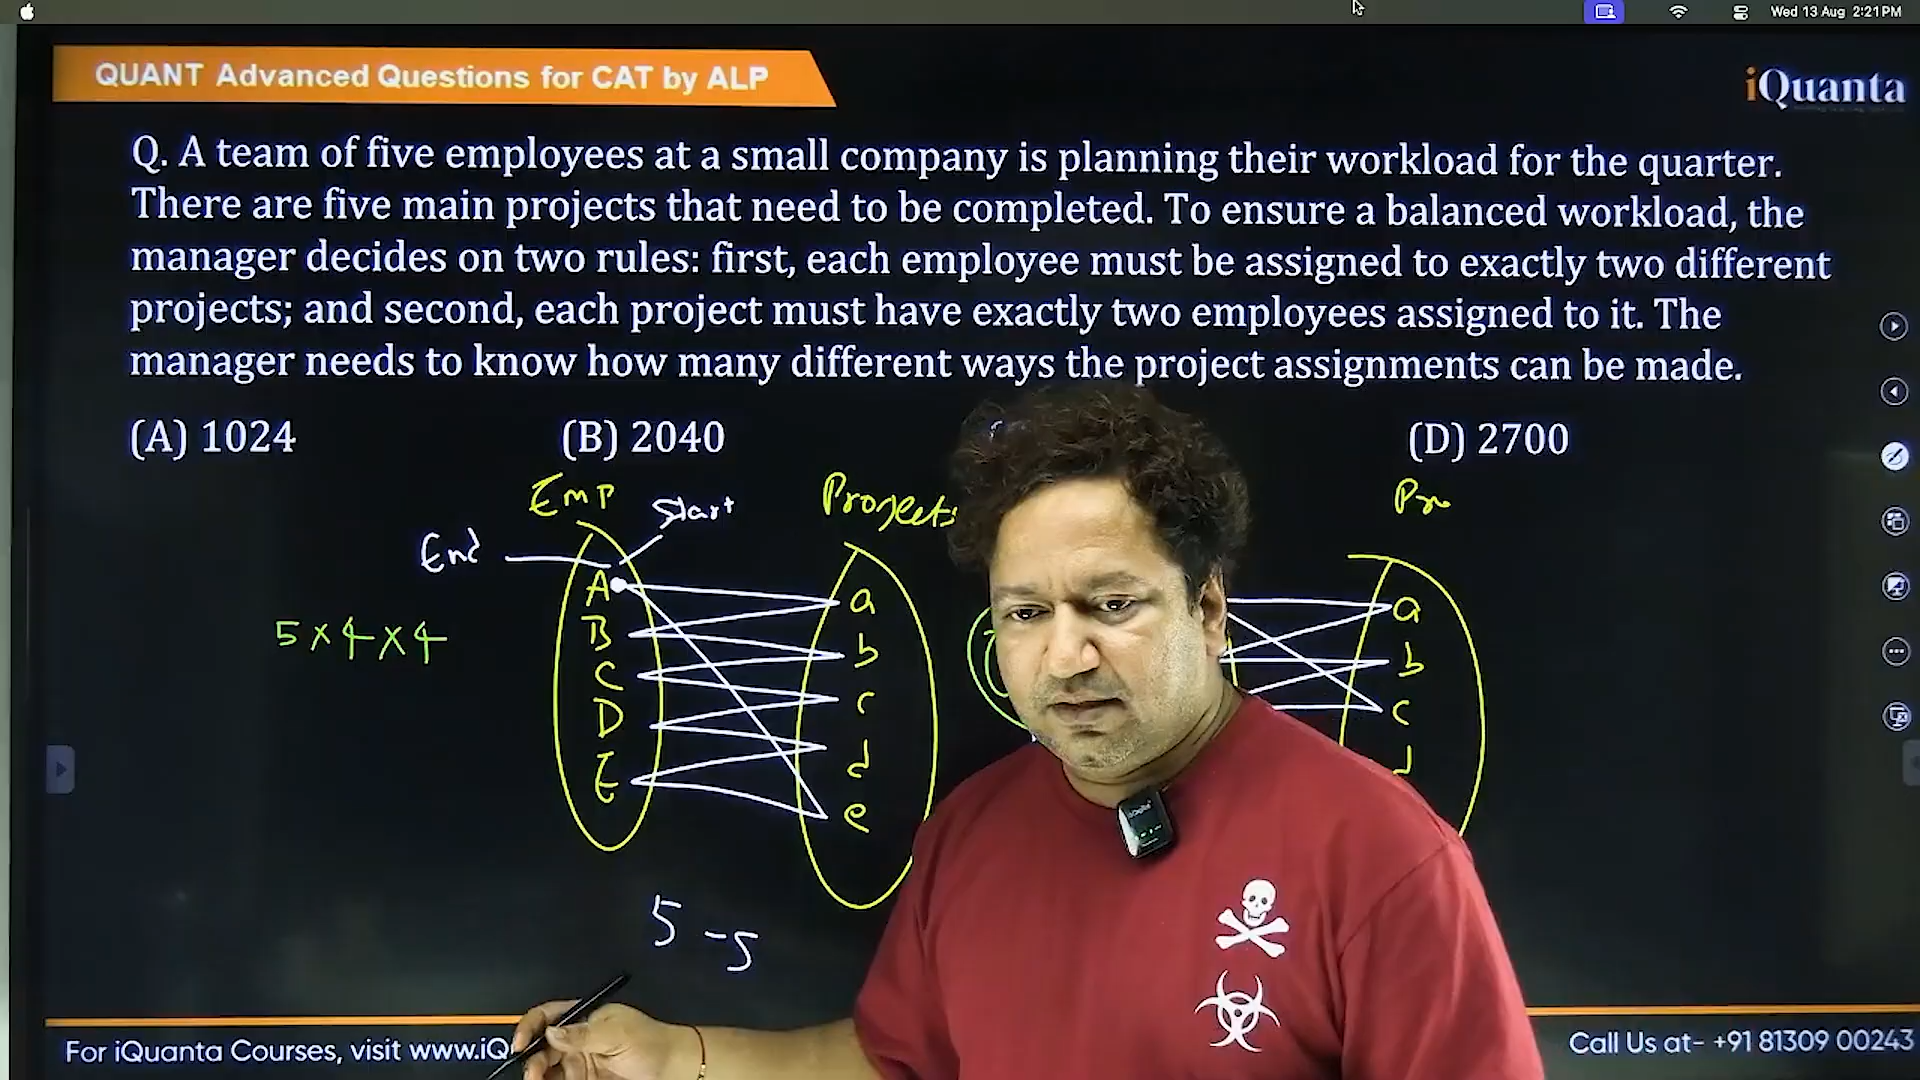 Wed 13 Aug 2:21 PM
QUANT Advanced Questions for CAT by ALP
iQuanta
Q. A team of five employees at a small company is planning their workload for the quarter.
There are five main projects that need to be completed. To ensure a balanced workload, the
manager decides on two rules: first, each employee must be assigned to exactly two different
projects; and second, each project must have exactly two employees assigned to it. The
manager needs to know how many different ways the project assignments can be made.
(A) 1024 (B) 2040 (D) 2700
Emp Start Projects Pro
End
A a a
5 x 4 x 4 B b b
C c c
D d d
E e
5 - 5
For iQuanta Courses, visit www.iQ
Call Us at- +91 81309 00243